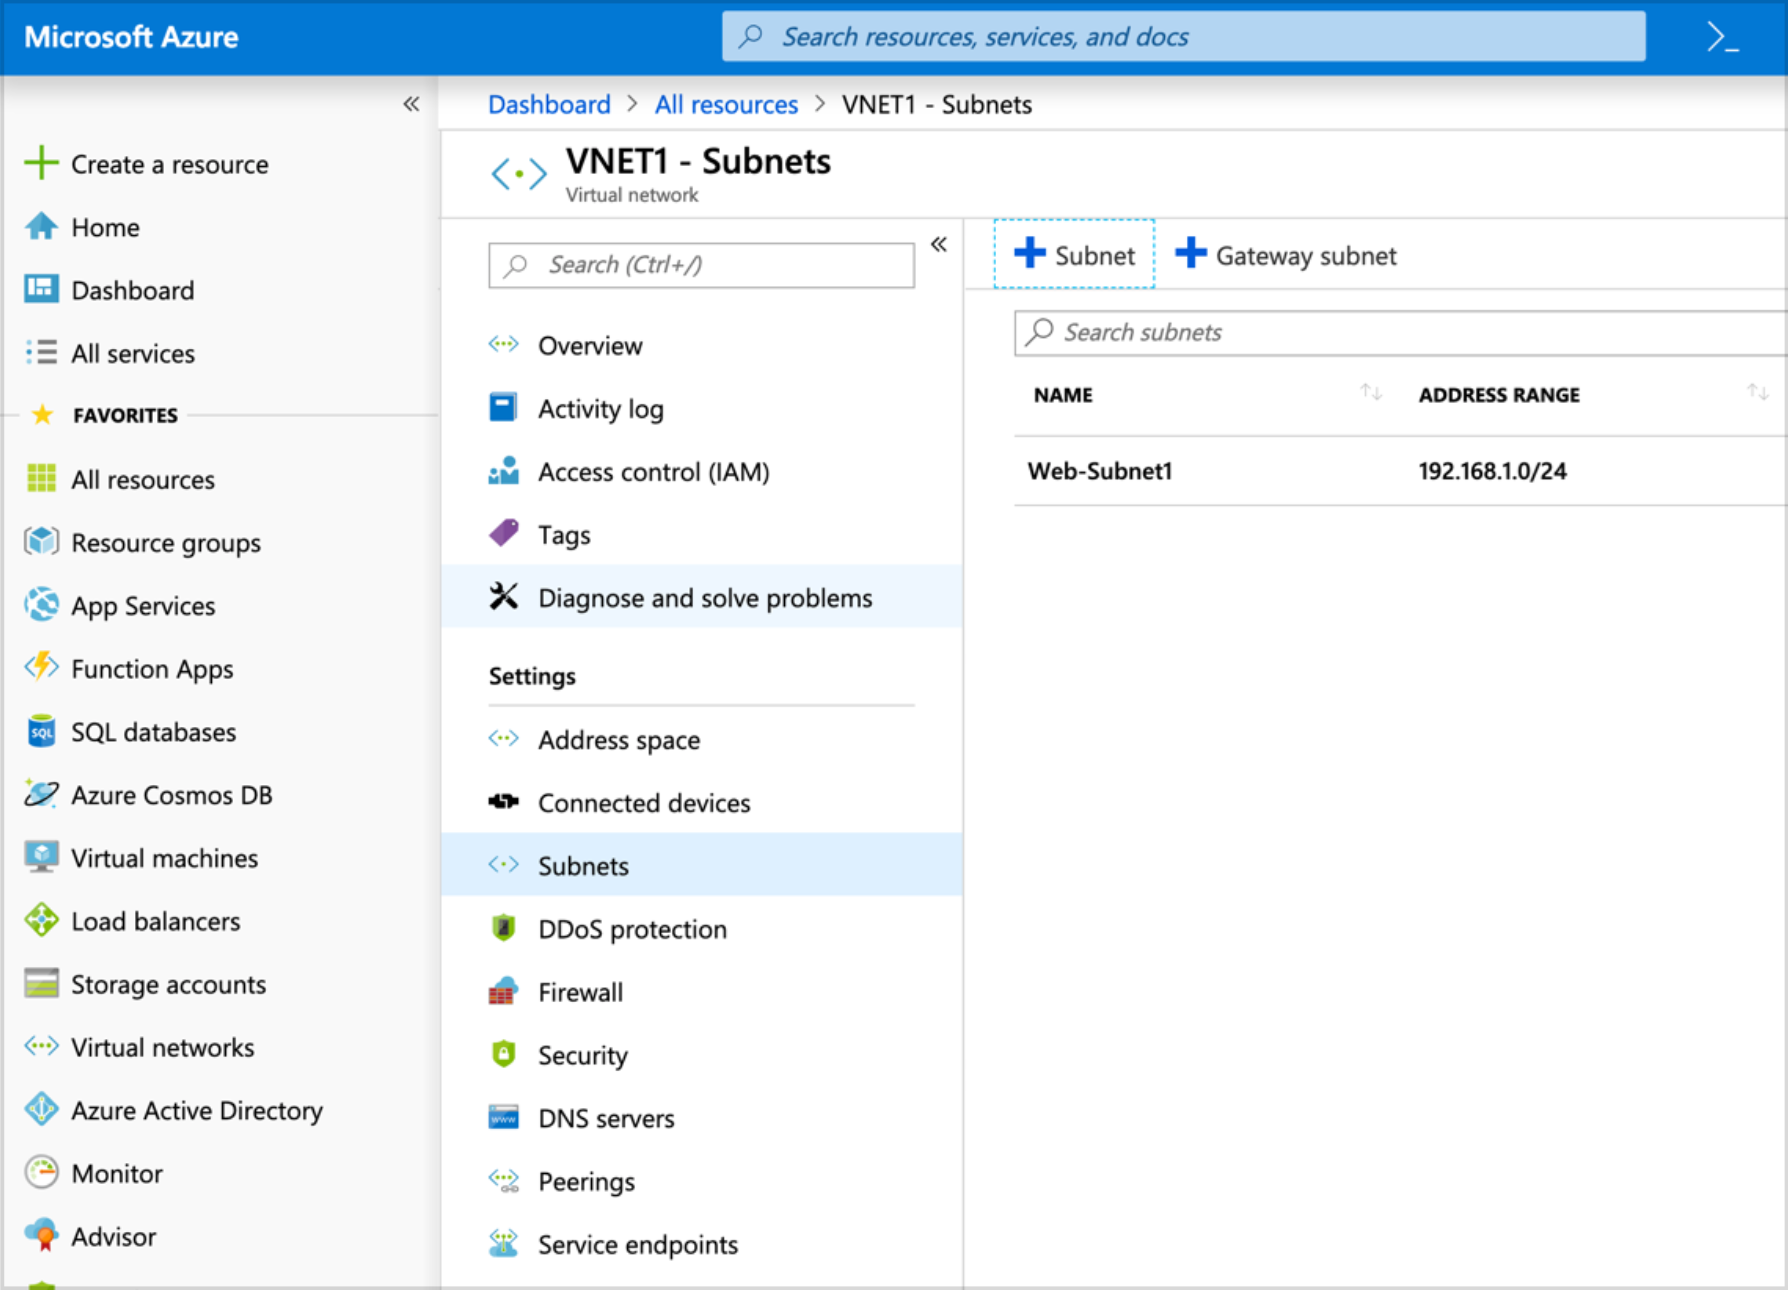 Microsoft Azure
Search resources, services, and docs
Dashboard > All resources > VNET1 - Subnets
VNET1 - Subnets
Virtual network
Create a resource
Home
Dashboard
All services
FAVORITES
All resources
Resource groups
App Services
Function Apps
SQL
SQL databases
Azure Cosmos DB
Virtual machines
Load balancers
Storage accounts
Virtual networks
Azure Active Directory
Monitor
Advisor
Search (Ctrl+/)
Overview
Activity log
Access control (IAM)
Tags
Diagnose and solve problems
Settings
Address space
Connected devices
Subnets
DDoS protection
Firewall
Security
www
DNS servers
Peerings
Service endpoints
Subnet
Gateway subnet
Search subnets
NAME ADDRESS RANGE
Web-Subnet1 192.168.1.0/24